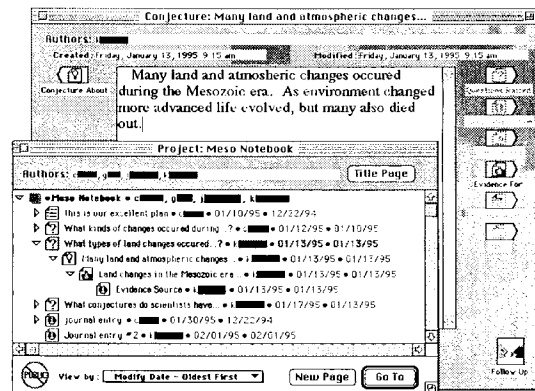 Conjecture: Many land and atmospheric changes...
Authors:
Created: Friday, January 13, 1995 9:15 am
Modified: Friday, January 13, 1995 9:15 am
Conjecture About
Many land and atmosheric changes occured
during the Mesozoic era. As environment changed
more advanced life evolved, but many also died
out.
Questions Raised
Evidence For
Follow Up
Project: Meso Notebook
Authors: c , g , j , k
Title Page
Meso Notebook • c , g , j , k
this is our excellent plan • c • 01/10/95 • 12/22/94
What kinds of changes occured during ..? • k • 01/12/95 • 01/10/95
What types of land changes occured..? • k • 01/13/95 • 01/13/95
Many land and atmospheric changes .. • k • 01/13/95 • 01/13/95
Land changes in the Mesozoic era ... • k • 01/13/95 • 01/13/95
Evidence Source • k • 01/13/95 • 01/13/95
What conjectures do scientists have... • k • 01/17/95 • 01/13/95
journal entry • c • 01/30/95 • 12/22/94
Journal entry #2 • k • 02/01/95 • 02/01/95
PUBLIC
View by:
Modify Date - Oldest First
New Page
Go To